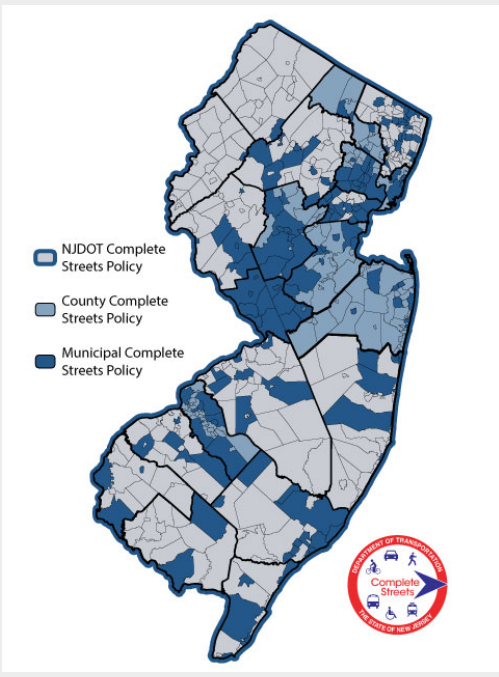 NJDOT Complete
Streets Policy
County Complete
Streets Policy
Municipal Complete
Streets Policy
DEPARTMENT OF TRANSPORTATION
Complete
Streets
THE STATE OF NEW JERSEY